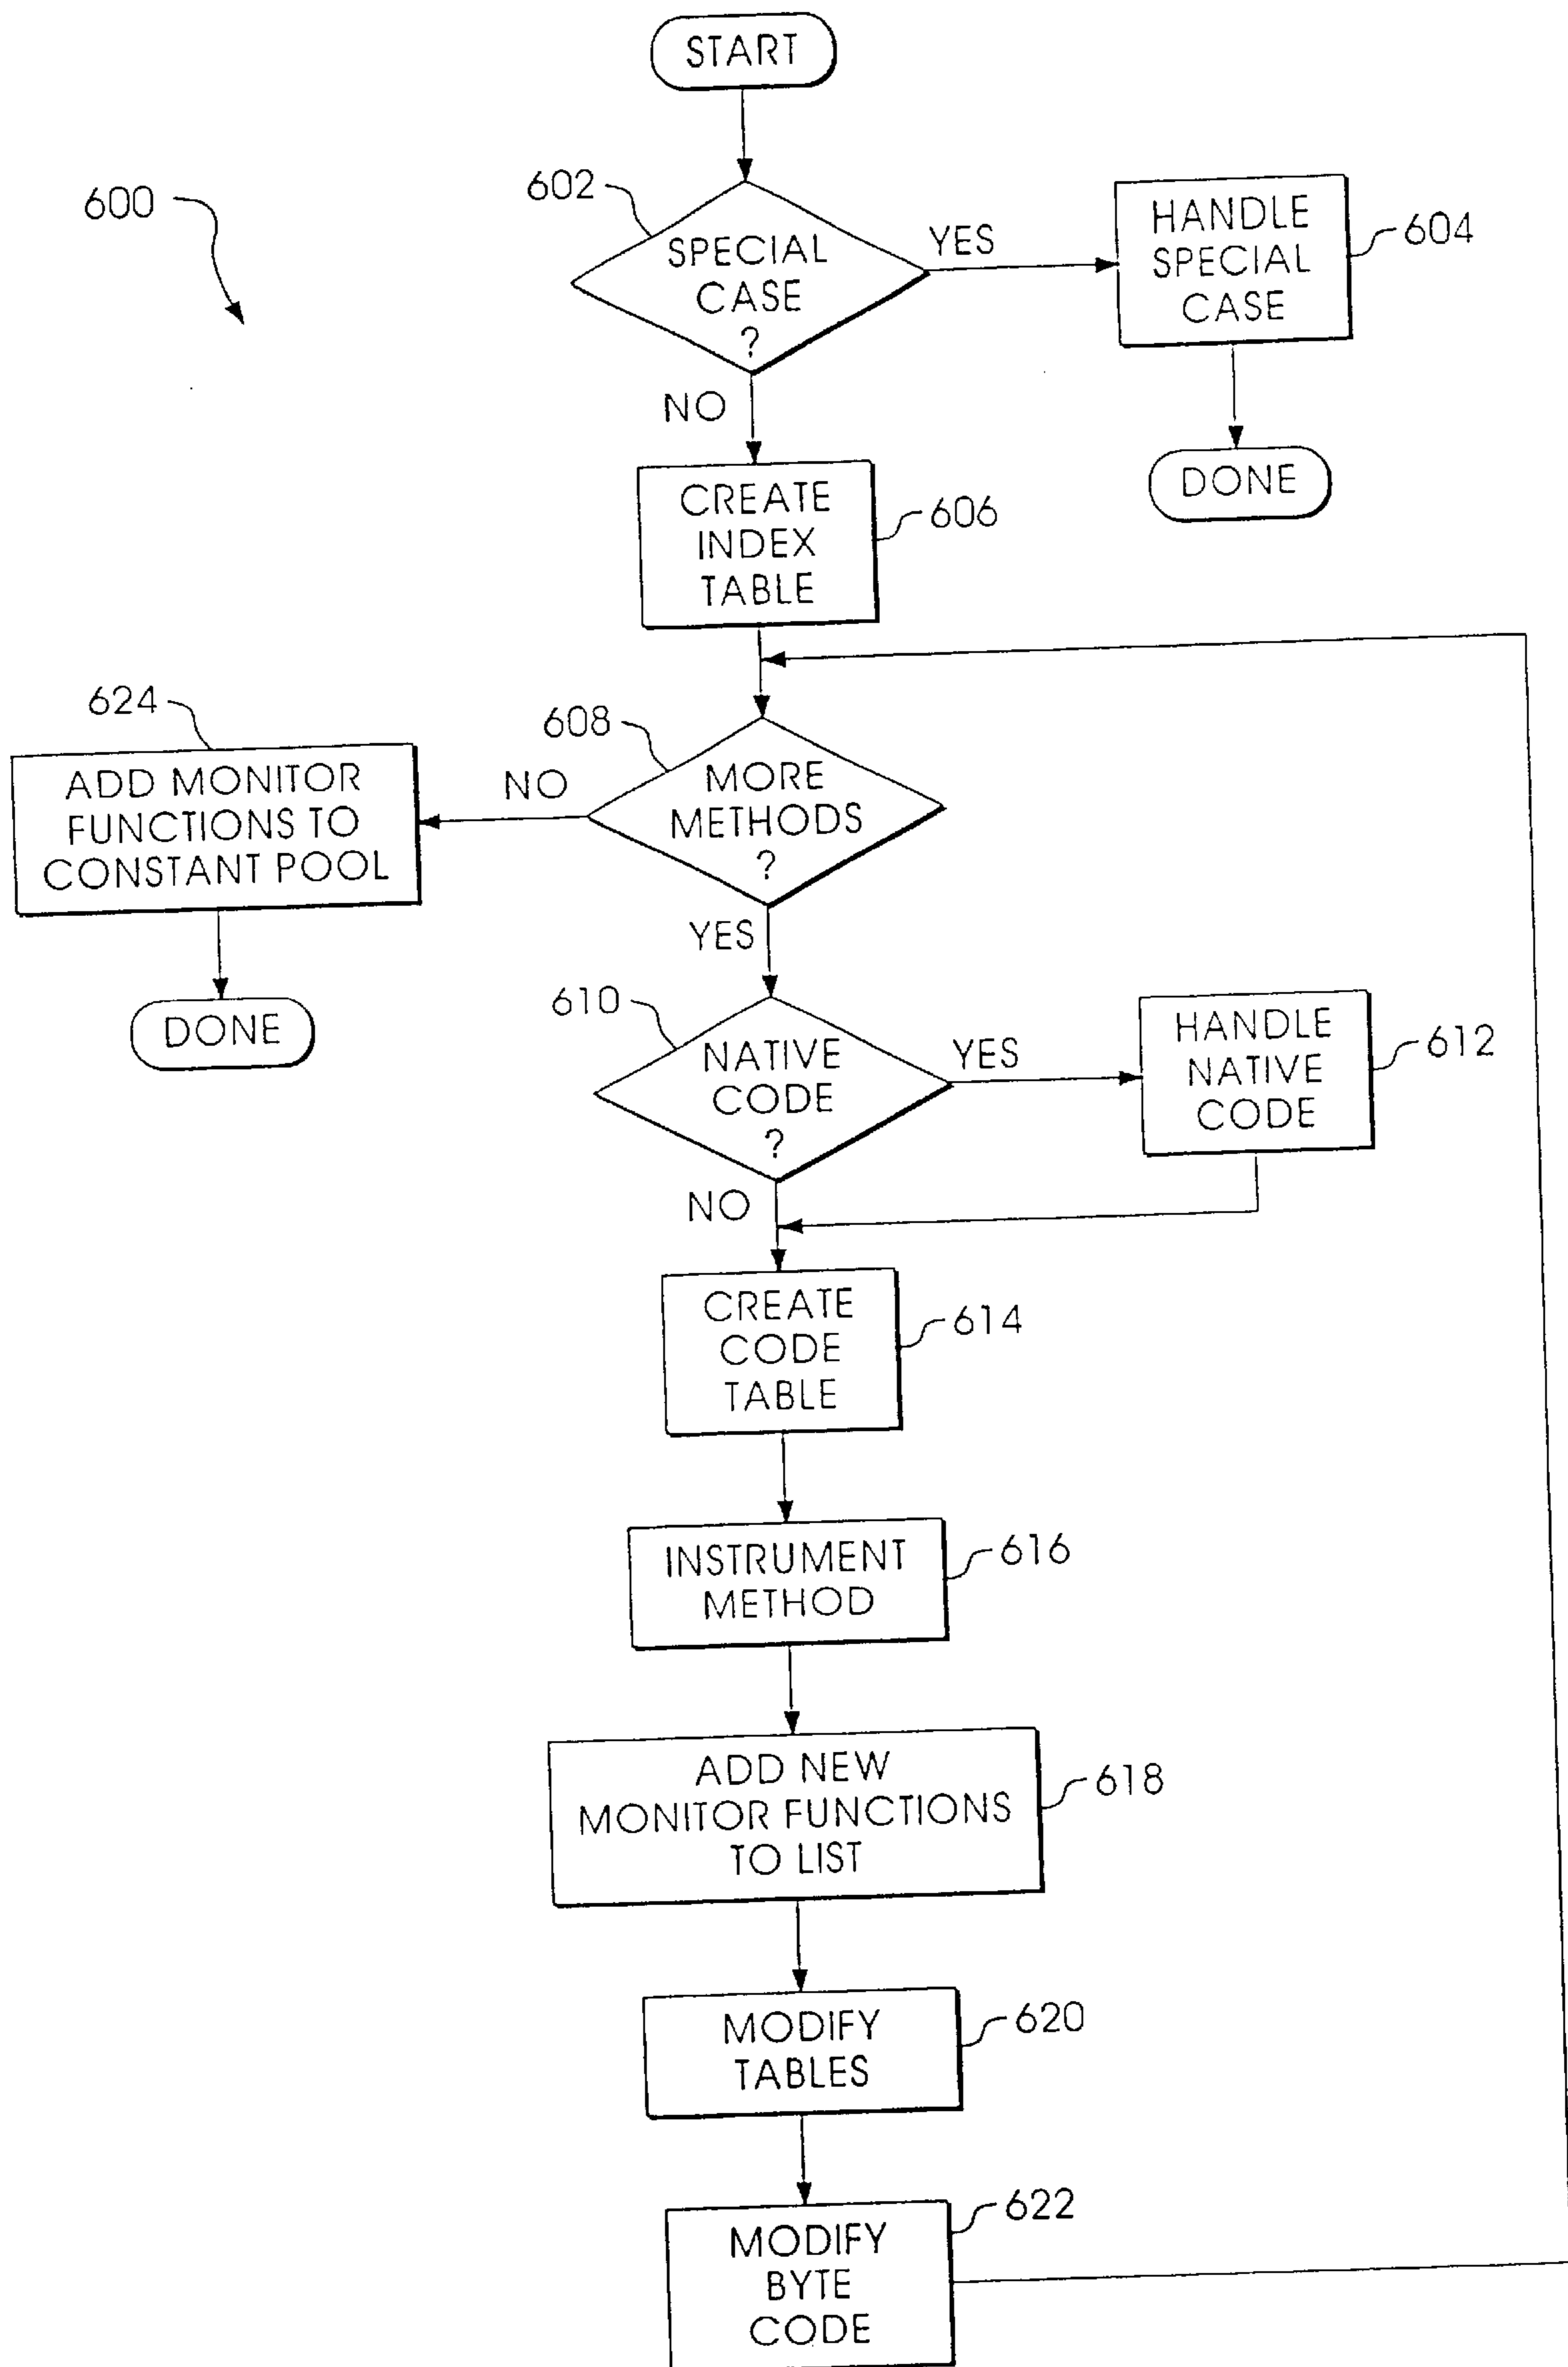 START
600
602
SPECIAL
CASE
?
YES
HANDLE
SPECIAL
CASE
604
NO
DONE
CREATE
INDEX
TABLE
606
624
ADD MONITOR
FUNCTIONS TO
CONSTANT POOL
NO
608
MORE
METHODS
?
DONE
YES
610
NATIVE
CODE
?
YES
HANDLE
NATIVE
CODE
612
NO
CREATE
CODE
TABLE
614
INSTRUMENT
METHOD
616
ADD NEW
MONITOR FUNCTIONS
TO LIST
618
MODIFY
TABLES
620
MODIFY
BYTE
CODE
622